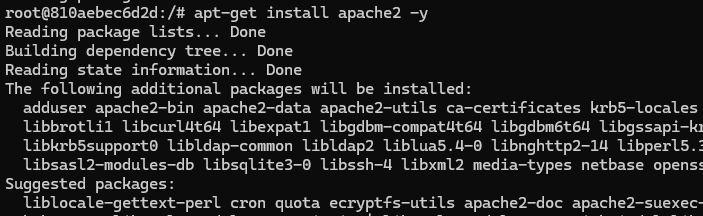 root@810aebec6d2d:/# apt-get install apache2 -y
Reading package lists... Done
Building dependency tree... Done
Reading state information... Done
The following additional packages will be installed:
  adduser apache2-bin apache2-data apache2-utils ca-certificates krb5-locales
  libbrotli1 libcurl4t64 libexpat1 libgdbm-compat4t64 libgdbm6t64 libgssapi-kr
  libkrb5support0 libldap-common libldap2 liblua5.4-0 libnghttp2-14 libperl5.3
  libsasl2-modules-db libsqlite3-0 libssh-4 libxml2 media-types netbase openss
Suggested packages:
  liblocale-gettext-perl cron quota ecryptfs-utils apache2-doc apache2-suexec-